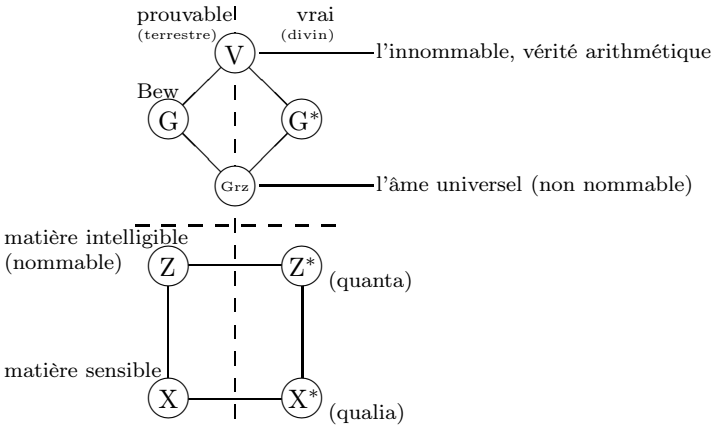 prouvable vrai
(terrestre) (divin)
V l'innommable, vérité arithmétique
Bew
G G*
Grz l'âme universel (non nommable)
matière intelligible
(nommable) Z Z* (quanta)
matière sensible
X X* (qualia)